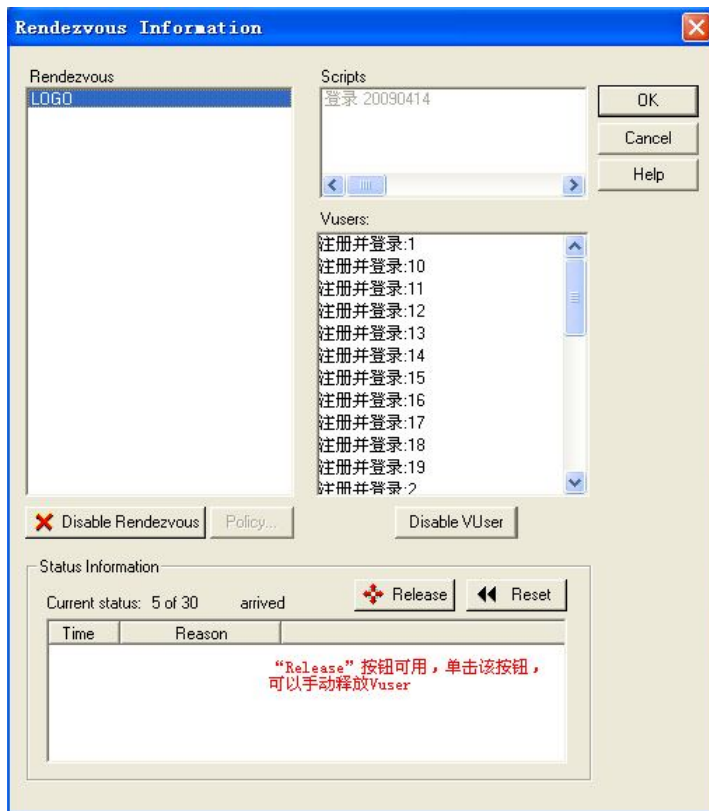 Rendezvous Information
Rendezvous
LOGO
Scripts
登录 20090414
OK
Cancel
Help
Vusers:
注册并登录:1
注册并登录:10
注册并登录:11
注册并登录:12
注册并登录:13
注册并登录:14
注册并登录:15
注册并登录:16
注册并登录:17
注册并登录:18
注册并登录:19
注册并登录:2
Disable Rendezvous
Policy...
Disable VUser
Status Information
Current status: 5 of 30 arrived
Release
Reset
Time Reason
“Release”按钮可用，单击该按钮，
可以手动释放Vuser